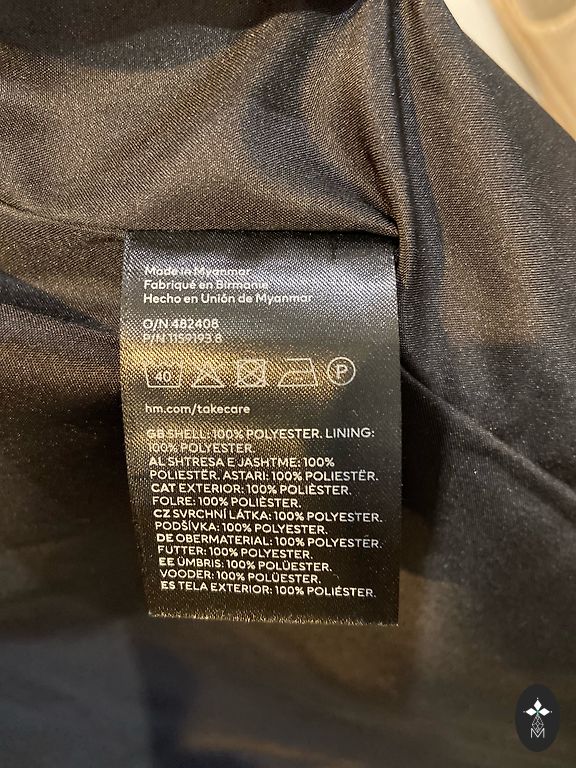 Made in Myanmar
Fabriqué en Birmanie
Hecho en Unión de Myanmar
O/N 482408
P/N 1159193 8
40
P
hm.com/takecare
GB SHELL: 100% POLYESTER. LINING:
100% POLYESTER.
AL SHTRESA E JASHTME: 100%
POLIESTËR. ASTARI: 100% POLIESTËR.
CAT EXTERIOR: 100% POLIÈSTER.
FOLRE: 100% POLIÈSTER.
CZ SVRCHNÍ LÁTKA: 100% POLYESTER.
PODŠÍVKA: 100% POLYESTER.
DE OBERMATERIAL: 100% POLYESTER.
FUTTER: 100% POLYESTER.
EE ÜMBRIS: 100% POLÜESTER.
VOODER: 100% POLÜESTER.
ES TELA EXTERIOR: 100% POLIÉSTER.
M